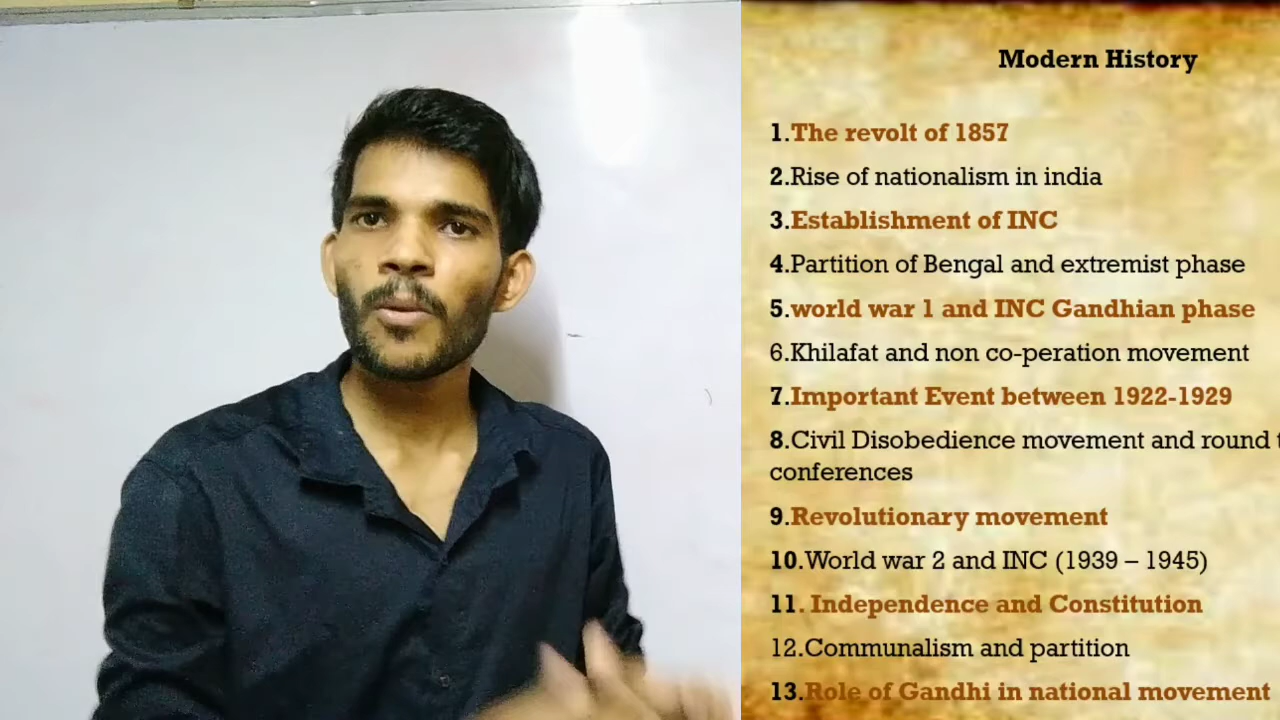 Modern History
1.The revolt of 1857
2.Rise of nationalism in india
3.Establishment of INC
4.Partition of Bengal and extremist phase
5.world war 1 and INC Gandhian phase
6.Khilafat and non co-peration movement
7.Important Event between 1922-1929
8.Civil Disobedience movement and round
conferences
9.Revolutionary movement
10.World war 2 and INC (1939 – 1945)
11. Independence and Constitution
12.Communalism and partition
13.Role of Gandhi in national movement